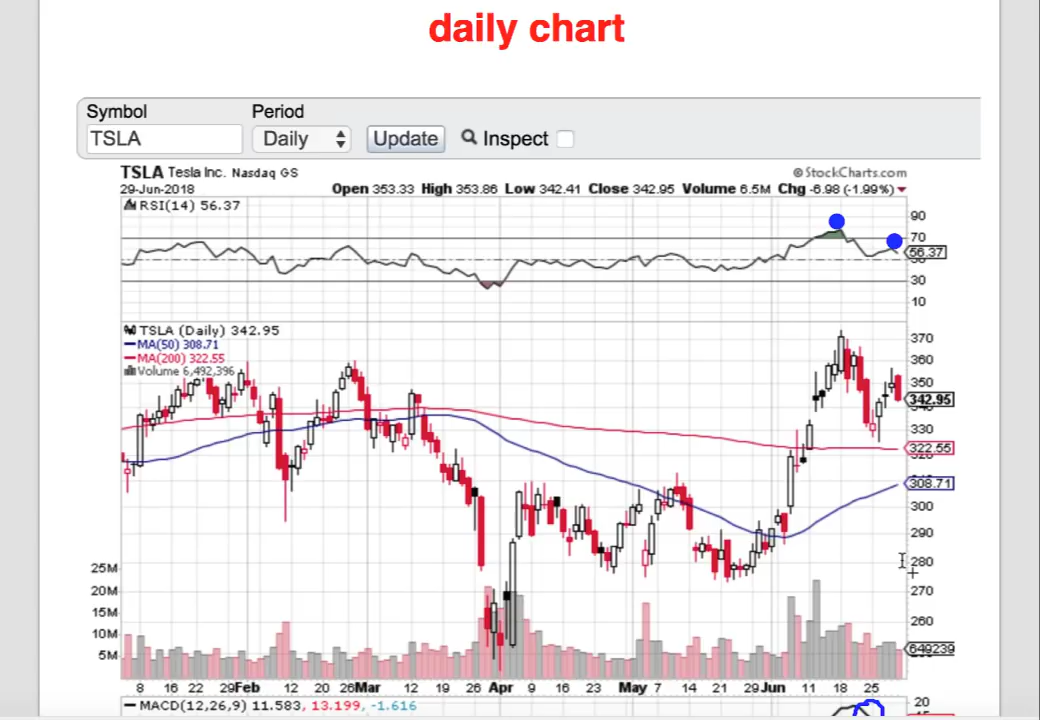 daily chart
Symbol Period
TSLA Daily Update Inspect
TSLA Tesla Inc. Nasdaq GS ©StockCharts.com
29-Jun-2018 Open 353.33 High 353.86 Low 342.41 Close 342.95 Volume 6.5M Chg -6.98 (-1.99%)
RSI(14) 56.37
90
70
56.37
30
10
TSLA (Daily) 342.95
MA(50) 308.71
MA(200) 322.55
Volume 6,492,396
370
360
350
342.95
330
322.55
308.71
300
290
280
270
260
25M
20M
15M
10M
5M
649239
8 16 22 29Feb 12 20 26Mar 12 19 26 Apr 9 16 23 May 7 14 21 29Jun 11 18 25
MACD(12,26,9) 11.583, 13.199, -1.616
20